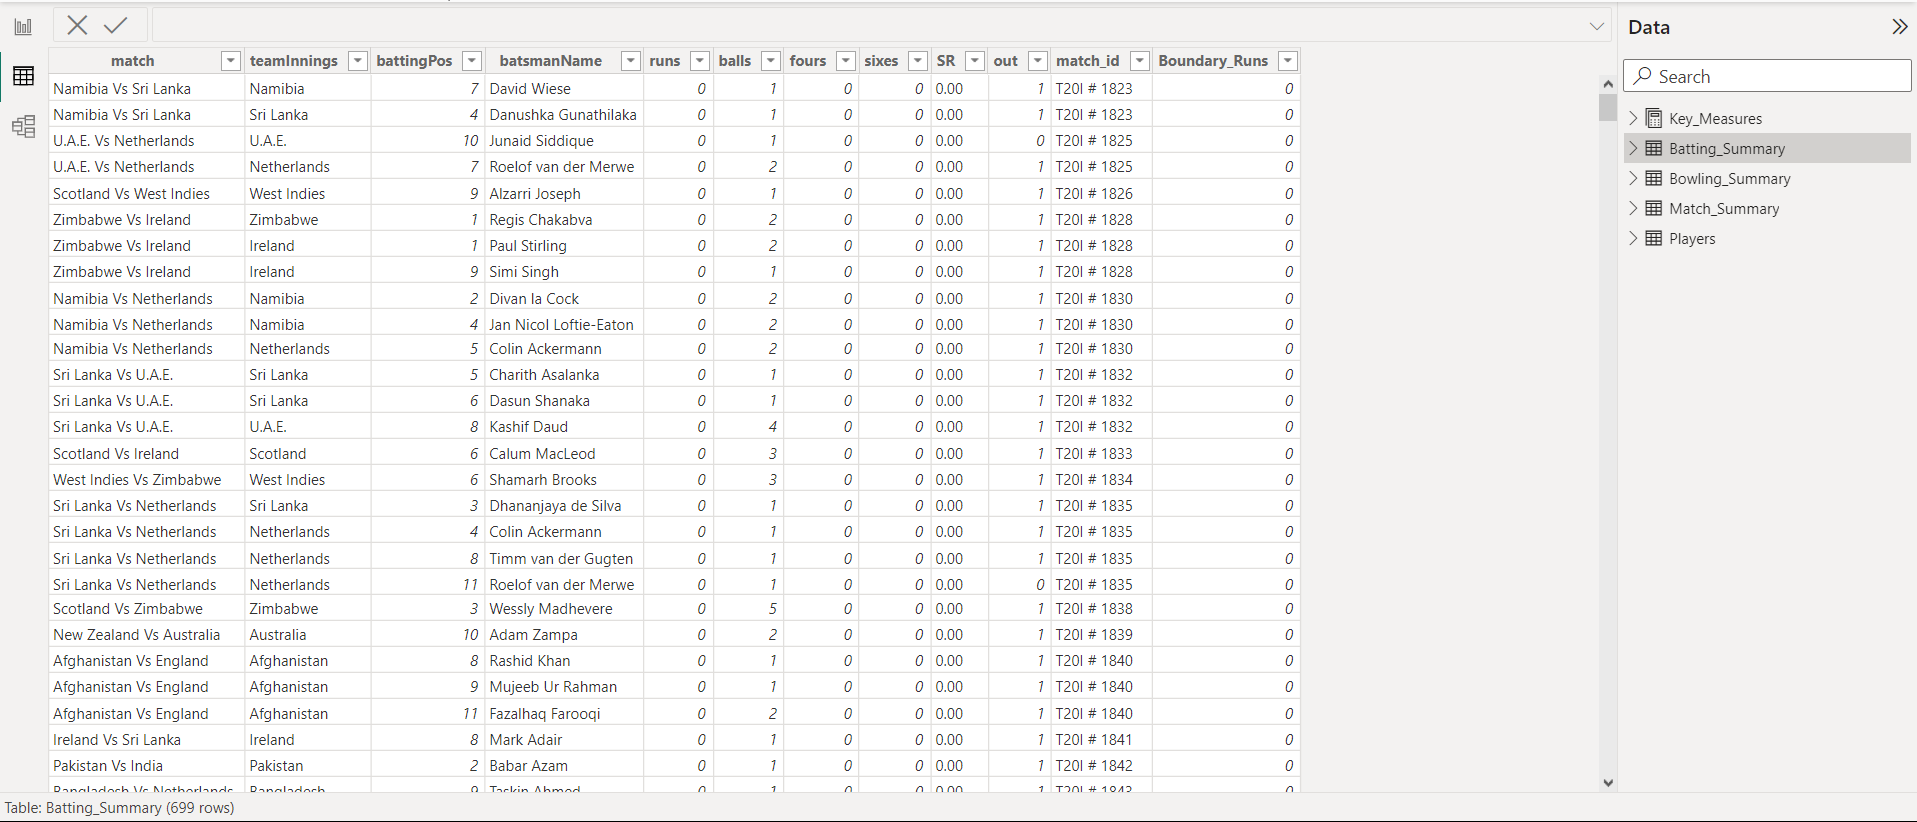 Data
match teamInnings battingPos batsmanName runs balls fours sixes SR out match_id Boundary_Runs
Search
Namibia Vs Sri Lanka Namibia 7 David Wiese 0 1 0 0 0.00 1 T20I # 1823 0
Namibia Vs Sri Lanka Sri Lanka 4 Danushka Gunathilaka 0 1 0 0 0.00 1 T20I # 1823 0
U.A.E. Vs Netherlands U.A.E. 10 Junaid Siddique 0 1 0 0 0.00 0 T20I # 1825 0
U.A.E. Vs Netherlands Netherlands 7 Roelof van der Merwe 0 2 0 0 0.00 1 T20I # 1825 0
Scotland Vs West Indies West Indies 9 Alzarri Joseph 0 1 0 0 0.00 1 T20I # 1826 0
Zimbabwe Vs Ireland Zimbabwe 1 Regis Chakabva 0 2 0 0 0.00 1 T20I # 1828 0
Zimbabwe Vs Ireland Ireland 1 Paul Stirling 0 2 0 0 0.00 1 T20I # 1828 0
Zimbabwe Vs Ireland Ireland 9 Simi Singh 0 1 0 0 0.00 1 T20I # 1828 0
Namibia Vs Netherlands Namibia 2 Divan la Cock 0 2 0 0 0.00 1 T20I # 1830 0
Namibia Vs Netherlands Namibia 4 Jan Nicol Loftie-Eaton 0 2 0 0 0.00 1 T20I # 1830 0
Namibia Vs Netherlands Netherlands 5 Colin Ackermann 0 2 0 0 0.00 1 T20I # 1830 0
Sri Lanka Vs U.A.E. Sri Lanka 5 Charith Asalanka 0 1 0 0 0.00 1 T20I # 1832 0
Sri Lanka Vs U.A.E. Sri Lanka 6 Dasun Shanaka 0 1 0 0 0.00 1 T20I # 1832 0
Sri Lanka Vs U.A.E. U.A.E. 8 Kashif Daud 0 4 0 0 0.00 1 T20I # 1832 0
Scotland Vs Ireland Scotland 6 Calum MacLeod 0 3 0 0 0.00 1 T20I # 1833 0
West Indies Vs Zimbabwe West Indies 6 Shamarh Brooks 0 3 0 0 0.00 1 T20I # 1834 0
Sri Lanka Vs Netherlands Sri Lanka 3 Dhananjaya de Silva 0 1 0 0 0.00 1 T20I # 1835 0
Sri Lanka Vs Netherlands Netherlands 4 Colin Ackermann 0 1 0 0 0.00 1 T20I # 1835 0
Sri Lanka Vs Netherlands Netherlands 8 Timm van der Gugten 0 1 0 0 0.00 1 T20I # 1835 0
Sri Lanka Vs Netherlands Netherlands 11 Roelof van der Merwe 0 1 0 0 0.00 0 T20I # 1835 0
Scotland Vs Zimbabwe Zimbabwe 3 Wessly Madhevere 0 5 0 0 0.00 1 T20I # 1838 0
New Zealand Vs Australia Australia 10 Adam Zampa 0 2 0 0 0.00 1 T20I # 1839 0
Afghanistan Vs England Afghanistan 8 Rashid Khan 0 1 0 0 0.00 1 T20I # 1840 0
Afghanistan Vs England Afghanistan 9 Mujeeb Ur Rahman 0 1 0 0 0.00 1 T20I # 1840 0
Afghanistan Vs England Afghanistan 11 Fazalhaq Farooqi 0 2 0 0 0.00 1 T20I # 1840 0
Ireland Vs Sri Lanka Ireland 8 Mark Adair 0 1 0 0 0.00 1 T20I # 1841 0
Pakistan Vs India Pakistan 2 Babar Azam 0 1 0 0 0.00 1 T20I # 1842 0
Bangladesh Vs Netherlands Bangladesh 9 Taskin Ahmed 0 1 0 0 0.00 1 T20I # 1843 0
Key_Measures
Batting_Summary
Bowling_Summary
Match_Summary
Players
Table: Batting_Summary (699 rows)